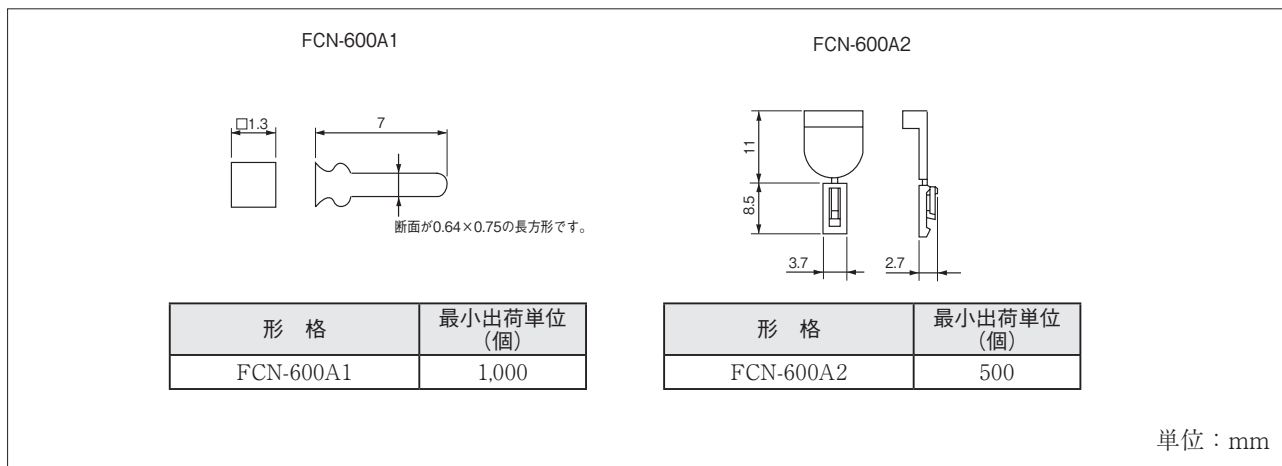 FCN-600A1
□1.3
7
断面が0.64×0.75の長方形です。
FCN-600A2
11
8.5
3.7
2.7
形　格
最小出荷単位
(個)
FCN-600A1
1,000
形　格
最小出荷単位
(個)
FCN-600A2
500
単位：mm